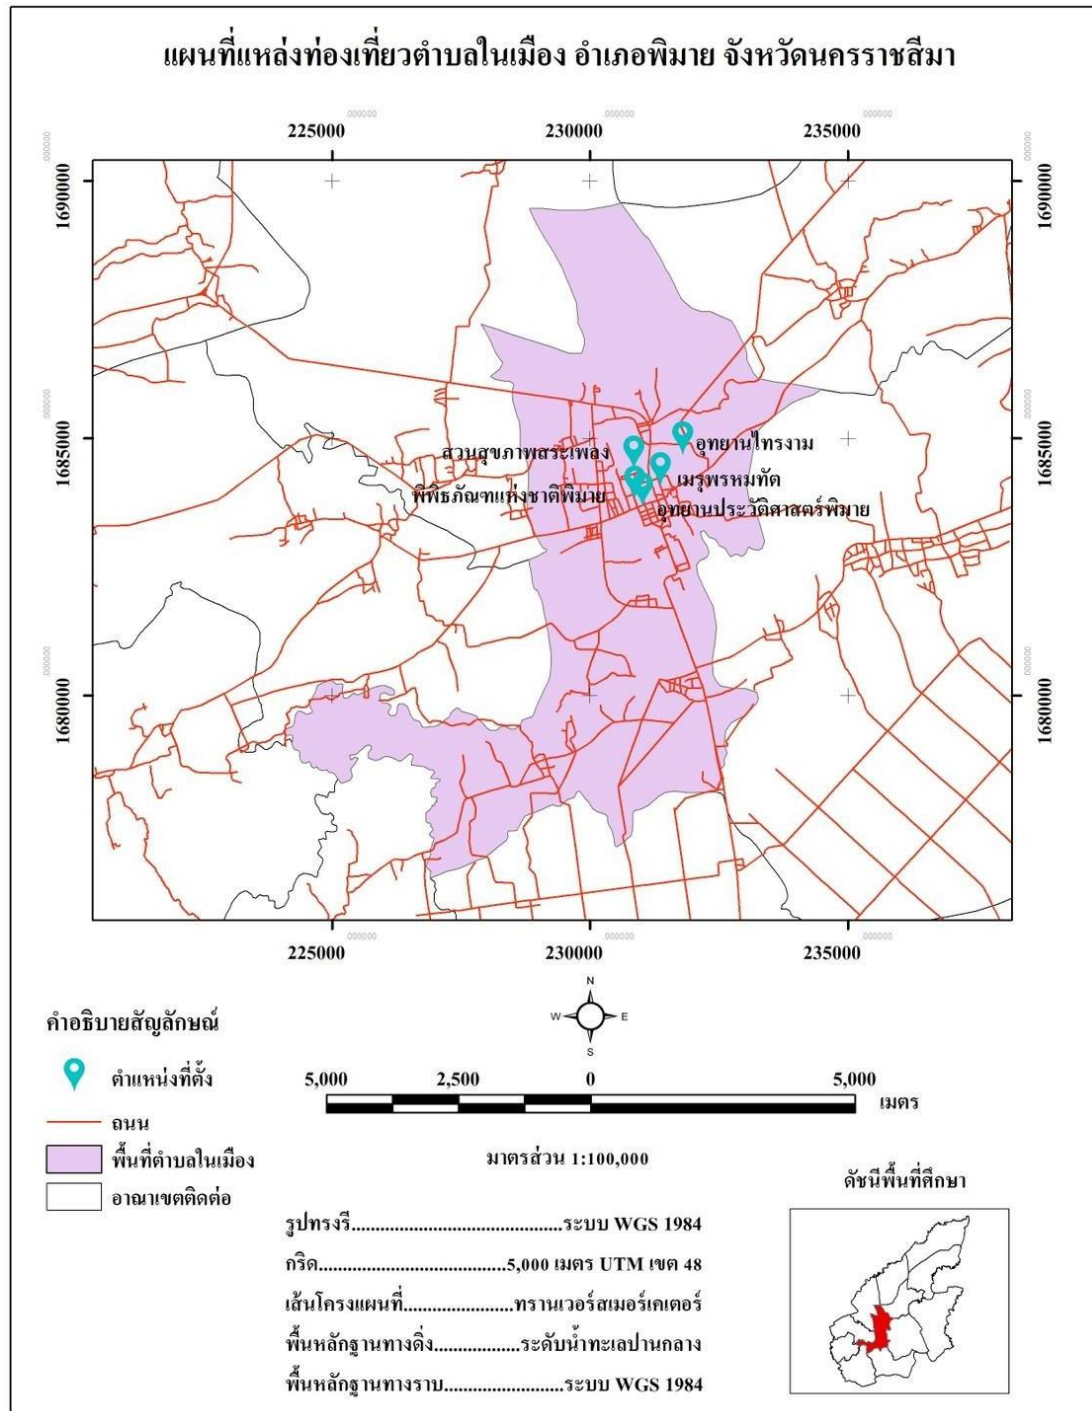 แผนที่แหล่งท่องเที่ยวตำบลในเมือง อำเภอพิมาย จังหวัดนครราชสีมา
000000 000000 000000
225000 230000 235000
000000 000000
1690000 1690000
000000 000000
1685000 1685000
อุทยานไทรงาม
สวนสุขภาพสระเพลง
เมรุพรหมทัต
พิพิธภัณฑแห่งชาติพิมาย
อุทยานประวัติศาสตร์พิมาย
000000 000000
1680000 1680000
000000 000000 000000
225000 230000 235000
N
W E
S
คำอธิบายสัญลักษณ์
ตำแหน่งที่ตั้ง
ถนน
พื้นที่ตำบลในเมือง
อาณาเขตติดต่อ
5,000 2,500 0 5,000
เมตร
มาตรส่วน 1:100,000
ดัชนีพื้นที่ศึกษา
รูปทรงรี..........................................ระบบ WGS 1984
กริด.....................................5,000 เมตร UTM เขต 48
เส้นโครงแผนที่......................ทรานเวอร์สเมอร์เคเตอร์
พื้นหลักฐานทางดิ่ง.................ระดับน้ำทะเลปานกลาง
พื้นหลักฐานทางราบ........................ระบบ WGS 1984